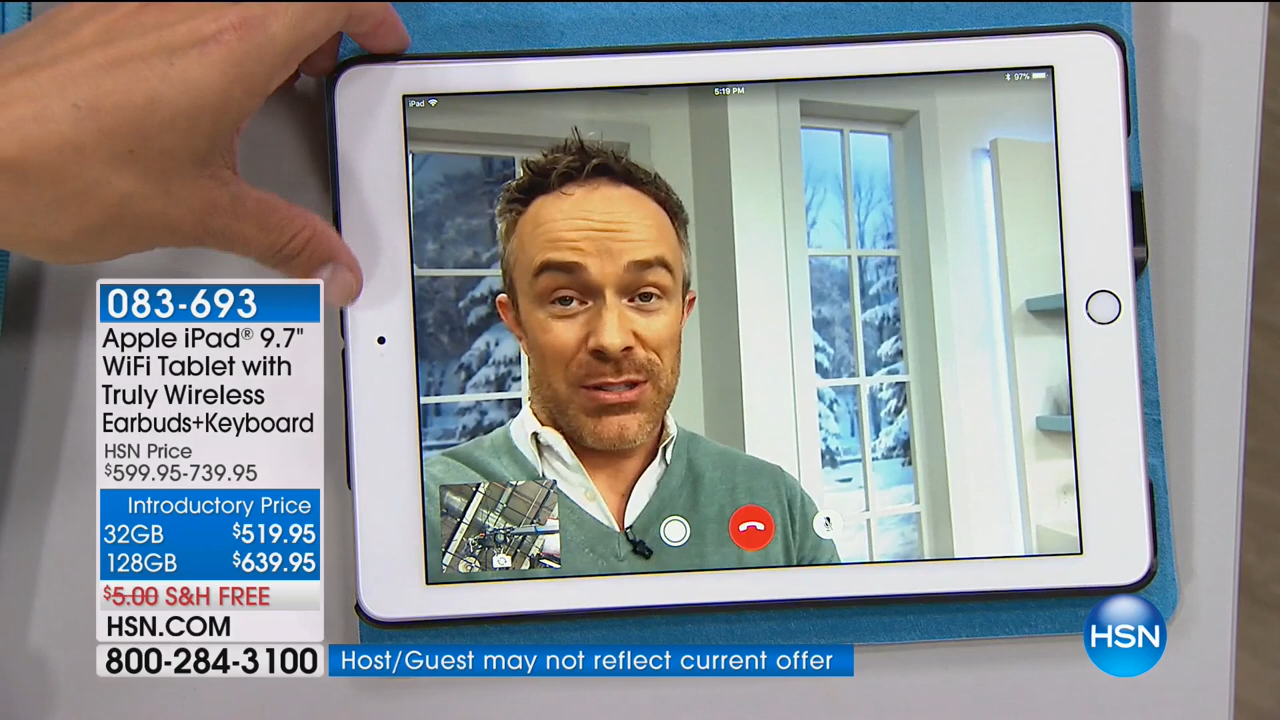 iPad
5:19 PM
97%
083-693
Apple iPad® 9.7"
WiFi Tablet with
Truly Wireless
Earbuds+Keyboard
HSN Price
$599.95-739.95
Introductory Price
32GB $519.95
128GB $639.95
$5.00 S&H FREE
HSN.COM
800-284-3100
Host/Guest may not reflect current offer
HSN